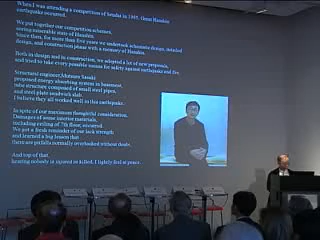 When I was attending a competition of Sendai in 1995, Great Hanshin
earthquake occurred.
We put together our competition schemes,
seeing miserable state of Hanshin.
Since then, for more than five years we undertook schematic design, detailed
design, and construction phase with a memory of Hanshin.
Both in design and in construction, we adopted a lot of new proposals,
and tried to take every possible means for safety against earthquake and fire.
Structural engineer, Mutsuro Sasaki
proposed energy absorbing system in basement,
tube structure composed of small steel pipes,
and steel plate sandwich slab.
I believe they all worked well in this earthquake.
In spite of our maximum thoughtful consideration,
Damages of some interior materials,
including ceiling of 7th floor, occurred.
We got a fresh reminder of our lack strength
and learned a big lesson that
there are pitfalls normally overlooked without doubt.
And top of that,
hearing nobody is injured or killed, I lightly feel at peace.